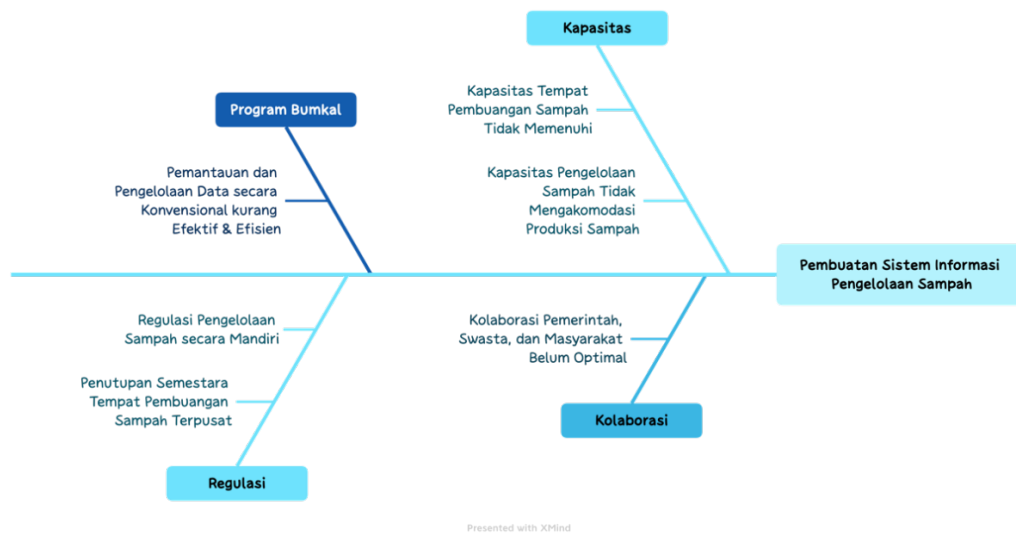 Kapasitas
Kapasitas Tempat
Pembuangan Sampah
Tidak Memenuhi
Kapasitas Pengelolaan
Sampah Tidak
Mengakomodasi
Produksi Sampah
Program Bumkal
Pemantauan dan
Pengelolaan Data secara
Konvensional kurang
Efektif & Efisien
Pembuatan Sistem Informasi
Pengelolaan Sampah
Regulasi Pengelolaan
Sampah secara Mandiri
Penutupan Semestara
Tempat Pembuangan
Sampah Terpusat
Regulasi
Kolaborasi Pemerintah,
Swasta, dan Masyarakat
Belum Optimal
Kolaborasi
Presented with XMind